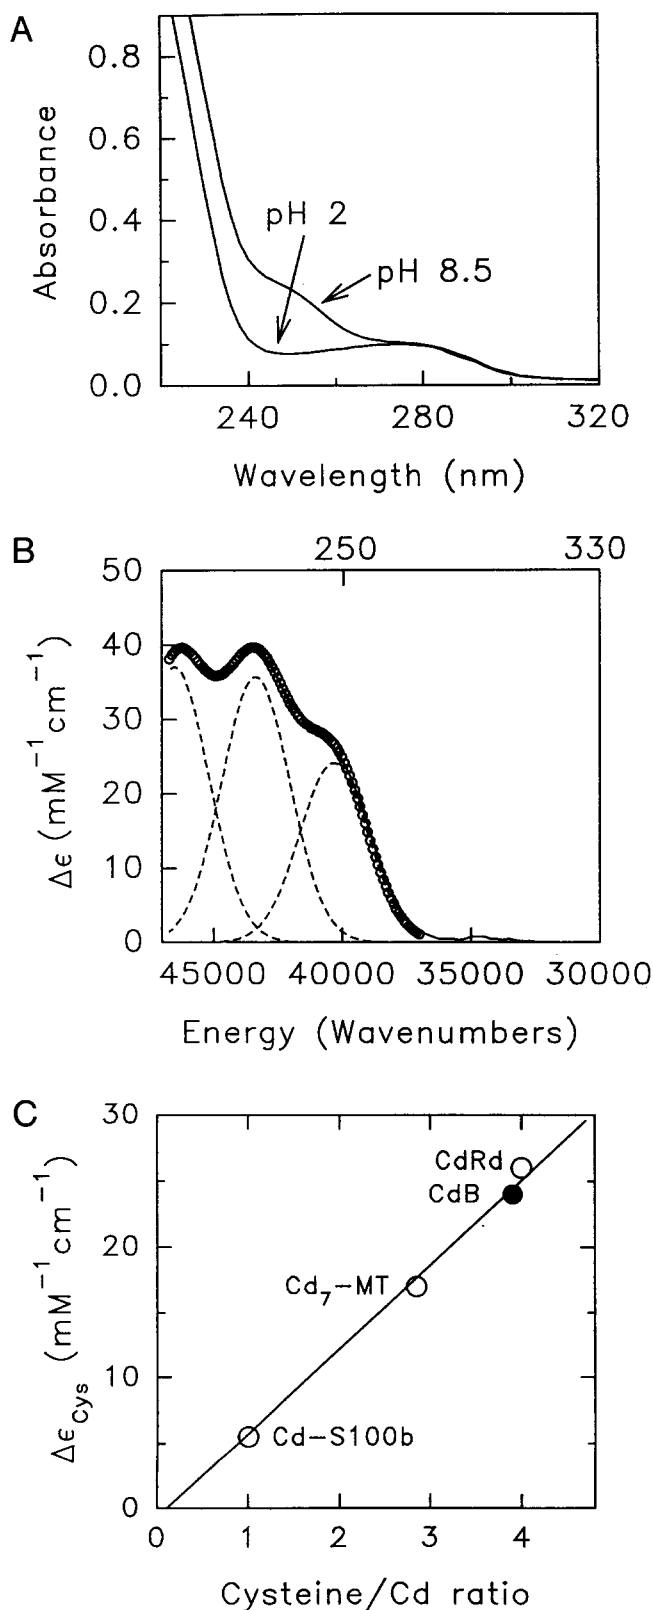 A
0.8
0.6
0.4
0.2
0.0
Absorbance
pH 2
pH 8.5
240 280 320
Wavelength (nm)
B
250 330
50
40
30
20
10
0
Δϵ (mM⁻¹cm⁻¹)
45000 40000 35000 30000
Energy (Wavenumbers)
C
30
20
10
0
Δϵ_Cys (mM⁻¹cm⁻¹)
CdRd
CdB
Cd₇−MT
Cd−S100b
0 1 2 3 4
Cysteine/Cd ratio